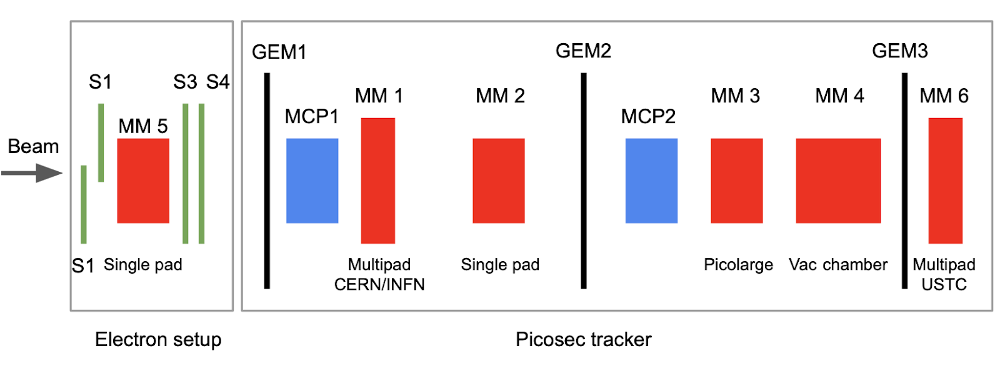 GEM1
GEM2
GEM3
S1
S3
S4
MM 1
MM 2
MM 3
MM 4
MM 6
MCP1
MCP2
MM 5
Beam
S1
Single pad
Multipad
CERN/INFN
Single pad
Picolarge
Vac chamber
Multipad
USTC
Electron setup
Picosec tracker